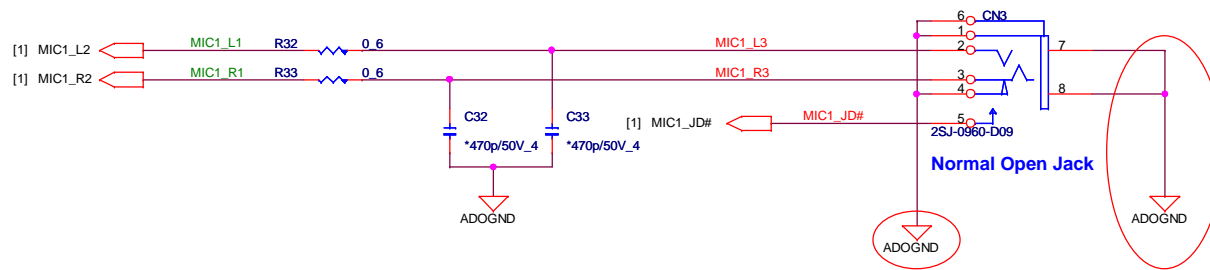 6 CN3
1
[1] MIC1_L2 MIC1_L1 R32 0_6 MIC1_L3 2 7
[1] MIC1_R2 MIC1_R1 R33 0_6 MIC1_R3 3
4 8
C32 C33 [1] MIC1_JD# MIC1_JD# 5
*470p/50V_4 *470p/50V_4 2SJ-0960-D09
Normal Open Jack
ADOGND ADOGND
ADOGND